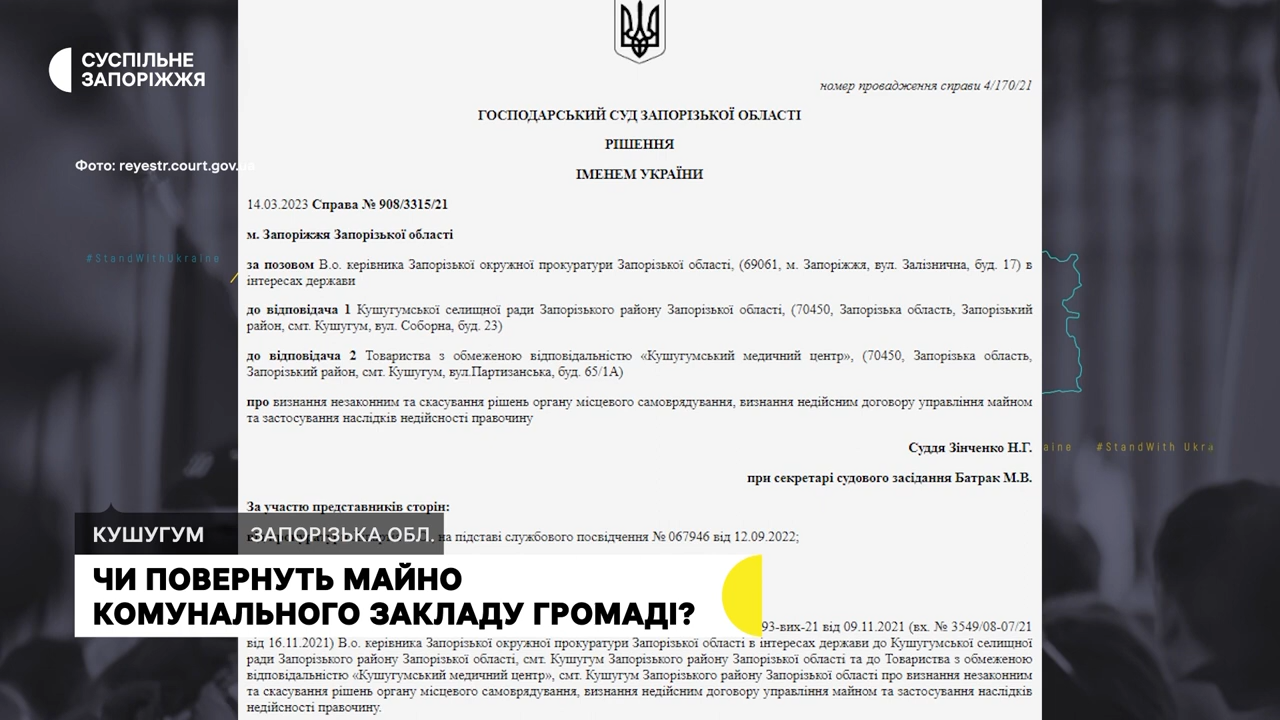 СУСПІЛЬНЕ
ЗАПОРІЖЖЯ
Фото: reyestr.court.gov.ua
номер провадження справи 4/170/21
ГОСПОДАРСЬКИЙ СУД ЗАПОРІЗЬКОЇ ОБЛАСТІ
РІШЕННЯ
ІМЕНЕМ УКРАЇНИ
14.03.2023 Справа № 908/3315/21
м. Запоріжжя Запорізької області
за позовом В.о. керівника Запорізької окружної прокуратури Запорізької області, (69061, м. Запоріжжя, вул. Залізнична, буд. 17) в
інтересах держави
до відповідача 1 Кушугумської селищної ради Запорізького району Запорізької області, (70450, Запорізька область, Запорізький
район, смт. Кушугум, вул. Соборна, буд. 23)
до відповідача 2 Товариства з обмеженою відповідальністю «Кушугумський медичний центр», (70450, Запорізька область,
Запорізький район, смт. Кушугум, вул.Партизанська, буд. 65/1А)
про визнання незаконним та скасування рішень органу місцевого самоврядування, визнання недійсним договору управління майном
та застосування наслідків недійсності правочину
Суддя Зінченко Н.Г.
при секретарі судового засідання Батрак М.В.
За участю представників сторін:
на підставі службового посвідчення № 067946 від 12.09.2022;
#StandWithUkraine
aine #StandWith Ukra
КУШУГУМ ЗАПОРІЗЬКА ОБЛ.
ЧИ ПОВЕРНУТЬ МАЙНО
КОМУНАЛЬНОГО ЗАКЛАДУ ГРОМАДІ?
93-вих-21 від 09.11.2021 (вх. № 3549/08-07/21
від 16.11.2021) В.о. керівника Запорізької окружної прокуратури Запорізької області в інтересах держави до Кушугумської селищної
ради Запорізького району Запорізької області, смт. Кушугум Запорізького району Запорізької області та до Товариства з обмеженою
відповідальністю «Кушугумський медичний центр», смт. Кушугум Запорізького району Запорізької області про визнання незаконним
та скасування рішень органу місцевого самоврядування, визнання недійсним договору управління майном та застосування наслідків
недійсності правочину.